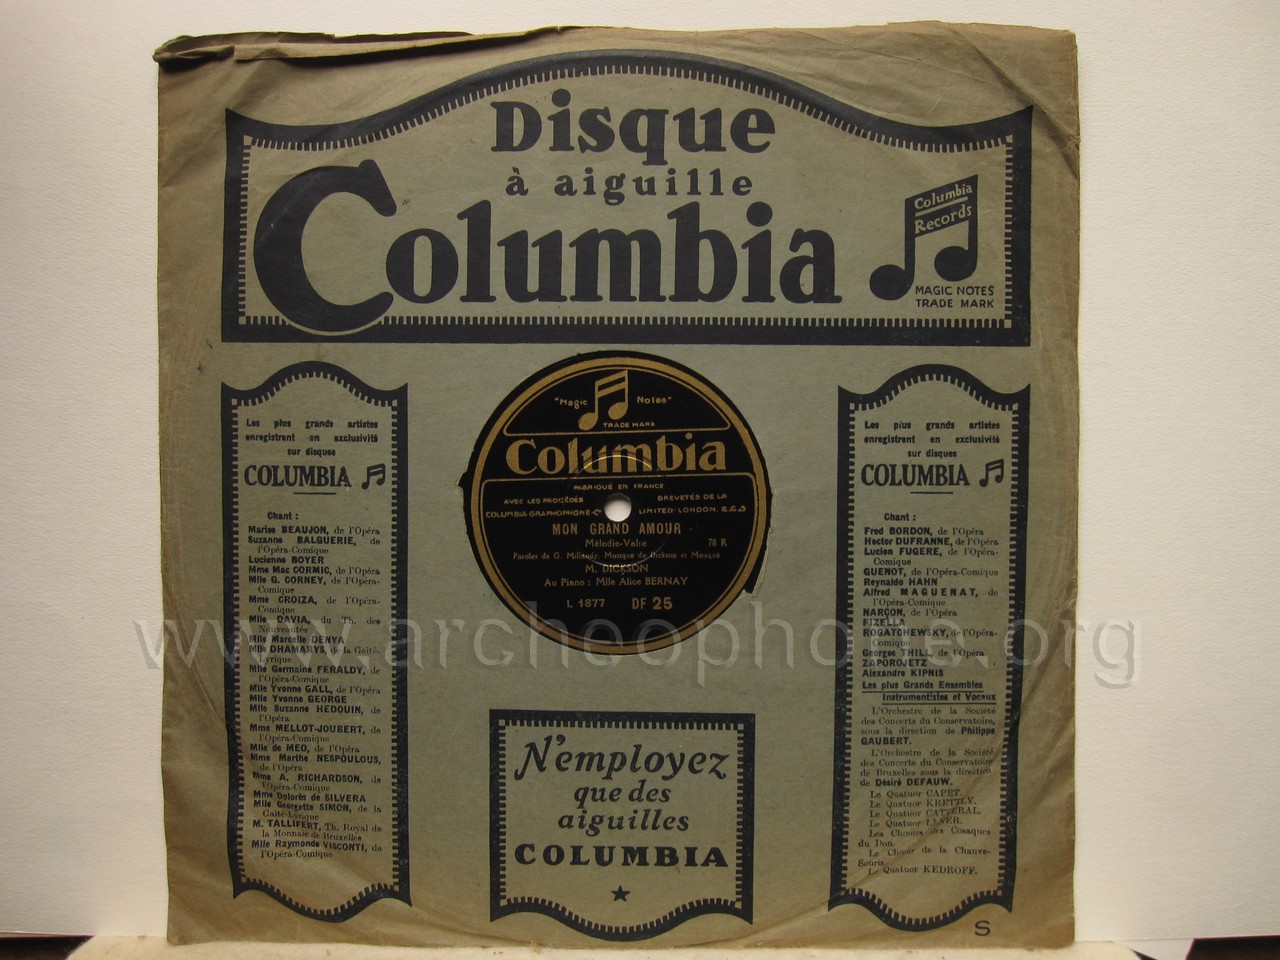 Disque
à aiguille
Columbia
Columbia
Records
MAGIC NOTES
TRADE MARK
Les plus grands artistes
enregistrent en exclusivité
sur disques
COLUMBIA
Chant :
Marise BEAUJON, de l'Opéra
Suzanne BALGUERIE, de
l'Opéra-Comique
Lucienne BOYER
Mme Mac CORMIC, de l'Opéra
Mlle G. CORNEY, de l'Opéra-
Comique
Mme CROIZA, de l'Opéra-
Comique
Mlle DAVIA, du Th. des
Nouveautés
Mlle Marcelle DENYA
Mlle DHAMARYS, de la Gaité-
Lyrique
Mlle Germaine FERALDY, de
l'Opéra-Comique
Mlle Yvonne GALL, de l'Opéra
Mlle Yvonne GEORGE
Mlle Suzanne HEDOUIN, de
l'Opéra
Mme MELLOT-JOUBERT, de
l'Opéra-Comique
Mlle de MEO, de l'Opéra
Mme Marthe NESPOULOUS,
de l'Opéra
Mme A. RICHARDSON, de
l'Opéra-Comique
Mme Dolorès de SILVERA
Mlle Georgette SIMON, de la
Gaité-Lyrique
M. TALLIFERT, Th. Royal de
la Monnaie de Bruxelles
Mlle Raymonde VISCONTI, de
l'Opéra-Comique
"Magic Notes"
TRADE MARK
Columbia
FABRIQUÉ EN FRANCE
AVEC LES PROCÉDÉS BREVETÉS DE LA
COLUMBIA GRAPHOPHONE-Cº LIMITED-LONDON. E.C.3
MON GRAND AMOUR
Mélodie-Valse 78 R
Paroles de G. Millandy, Musique de Dickson et Mouqué
M. DICKSON
Au Piano : Mlle Alice BERNAY
L 1877 DF 25
Les plus grands artistes
enregistrent en exclusivité
sur disques
COLUMBIA
Chant :
Fred BORDON, de l'Opéra
Hector DUFRANNE, de l'Opéra
Lucien FUGERE, de l'Opéra-
Comique
GUENOT, de l'Opéra-Comique
Reynaldo HAHN
Alfred MAGUENAT, de
l'Opéra-Comique
NARÇON, de l'Opéra
PIZELLA
ROGATCHEWSKY, de l'Opéra-
Comique
Georges THILL, de l'Opéra
ZAPOROJETZ
Alexandre KIPNIS
Les plus Grands Ensembles
Instrumentistes et Vocaux
L'Orchestre de la Société
des Concerts du Conservatoire,
sous la direction de Philippe
GAUBERT.
L'Orchestre de la Société
des Concerts du Conservatoire
de Bruxelles sous la direction
de Désiré DEFAUW.
Le Quatuor CAPET.
Le Quatuor KRETTLY.
Le Quatuor CATTERAL.
Le Quatuor LENER.
Les Chœurs des Cosaques
du Don.
Le Chœur de la Chauve-
Souris.
Le Quatuor KEDROFF.
N'employez
que des
aiguilles
COLUMBIA
S
www.archeophone.org